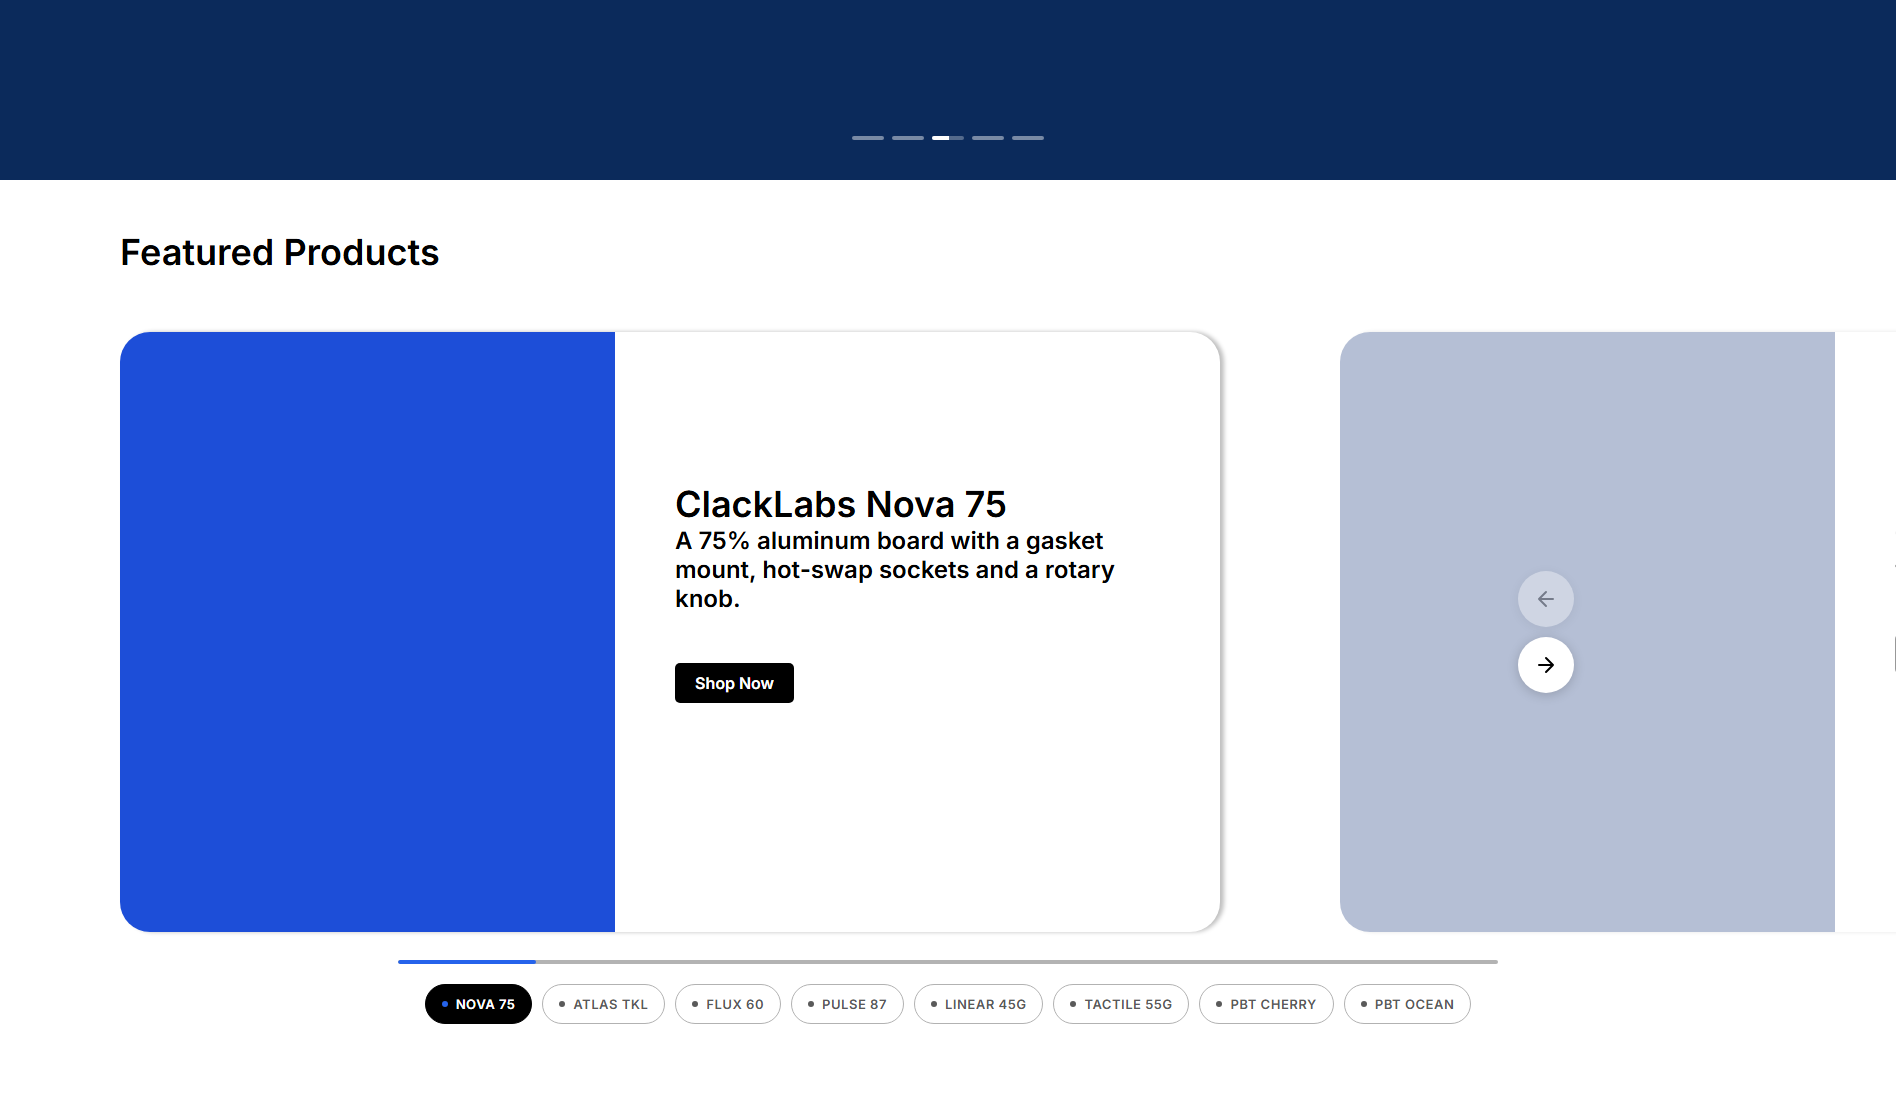 Featured Products
ClackLabs Nova 75
A 75% aluminum board with a gasket
mount, hot-swap sockets and a rotary
knob.
Shop Now
NOVA 75
ATLAS TKL
FLUX 60
PULSE 87
LINEAR 45G
TACTILE 55G
PBT CHERRY
PBT OCEAN